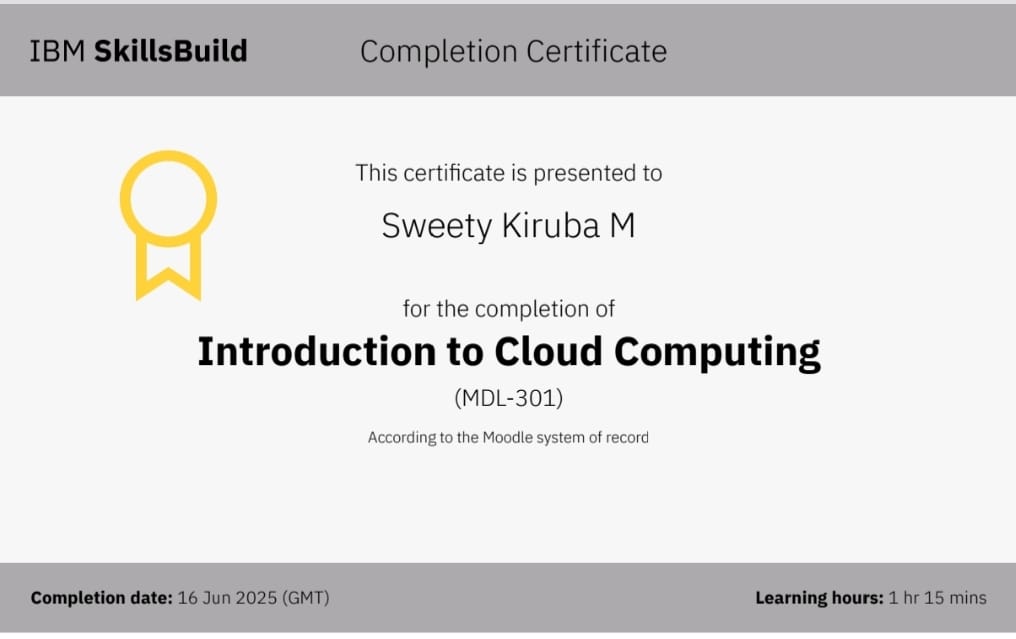 IBM SkillsBuild
Completion Certificate
This certificate is presented to
Sweety Kiruba M
for the completion of
Introduction to Cloud Computing
(MDL-301)
According to the Moodle system of record
Completion date: 16 Jun 2025 (GMT)
Learning hours: 1 hr 15 mins